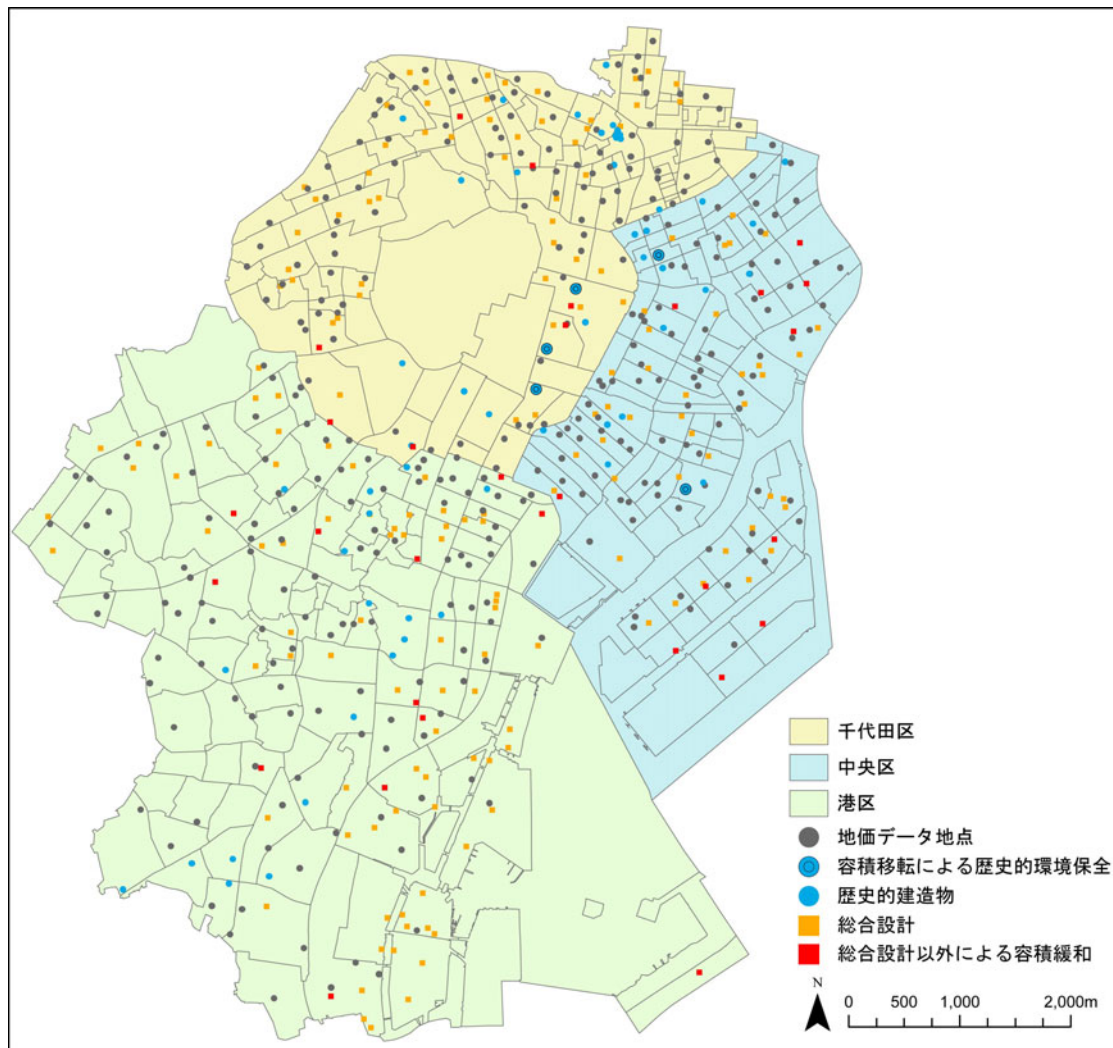 千代田区
中央区
港区
地価データ地点
容積移転による歴史的環境保全
歴史的建造物
総合設計
総合設計以外による容積緩和
N
0 500 1,000 2,000m